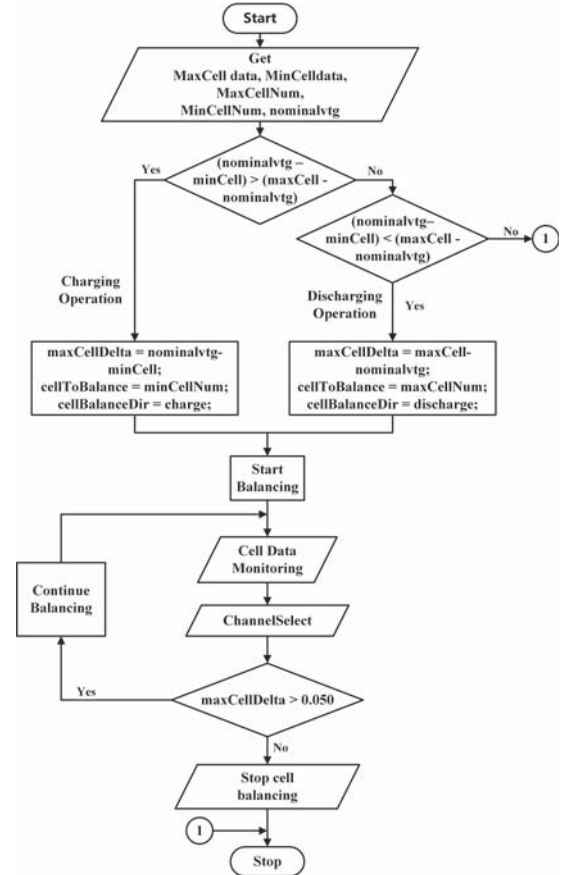 Start
Get
MaxCell data, MinCelldata,
MaxCellNum,
MinCellNum, nominalvtg
Yes
(nominalvtg –
minCell) > (maxCell -
nominalvtg)
No
(nominalvtg–
minCell) < (maxCell -
nominalvtg)
No
1
Charging
Operation
Discharging
Operation
Yes
maxCellDelta = nominalvtg-
minCell;
cellToBalance = minCellNum;
cellBalanceDir = charge;
maxCellDelta = maxCell-
nominalvtg;
cellToBalance = maxCellNum;
cellBalanceDir = discharge;
Start
Balancing
Cell Data
Monitoring
Continue
Balancing
ChannelSelect
Yes
maxCellDelta > 0.050
No
Stop cell
balancing
1
Stop